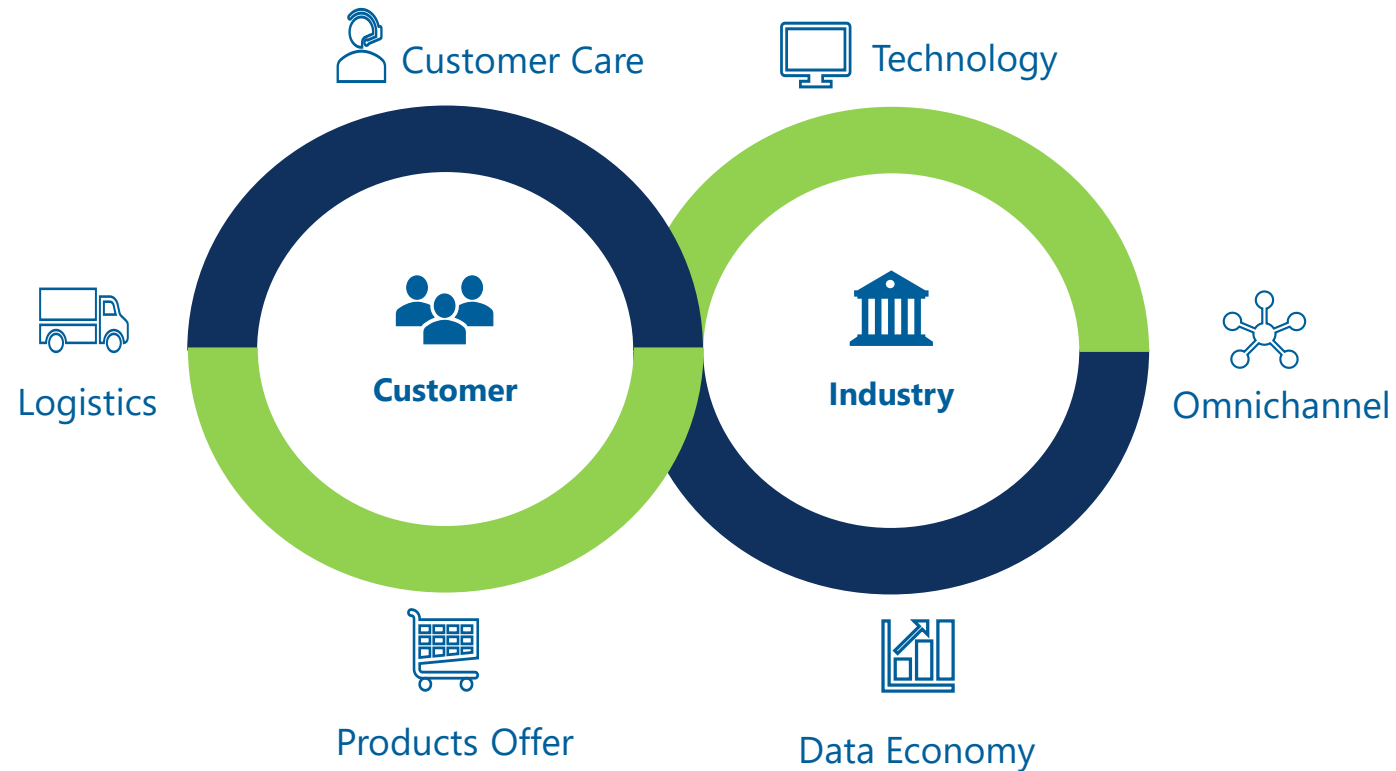 Customer Care
Technology
Customer
Industry
Logistics
Omnichannel
Products Offer
Data Economy